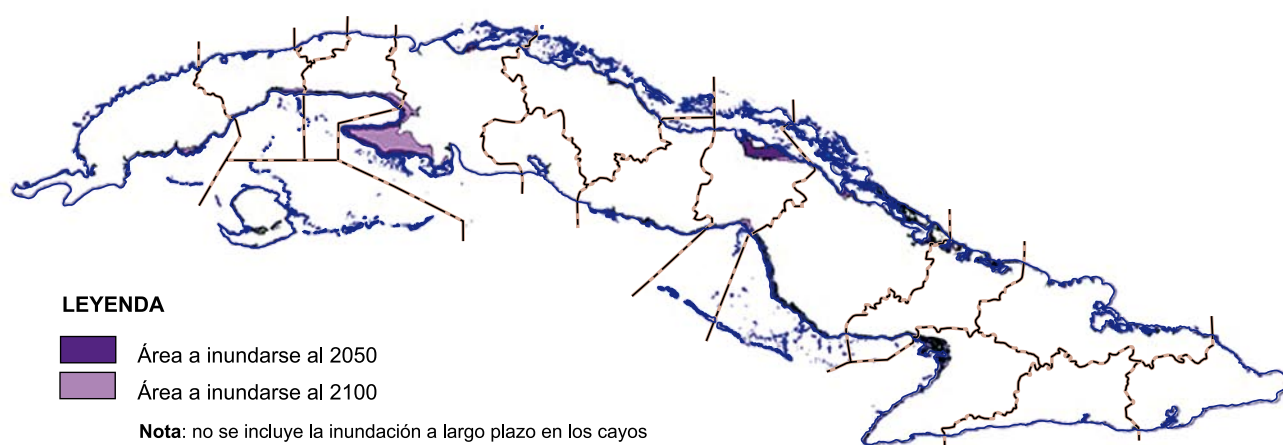 LEYENDA
Área a inundarse al 2050
Área a inundarse al 2100
Nota: no se incluye la inundación a largo plazo en los cayos